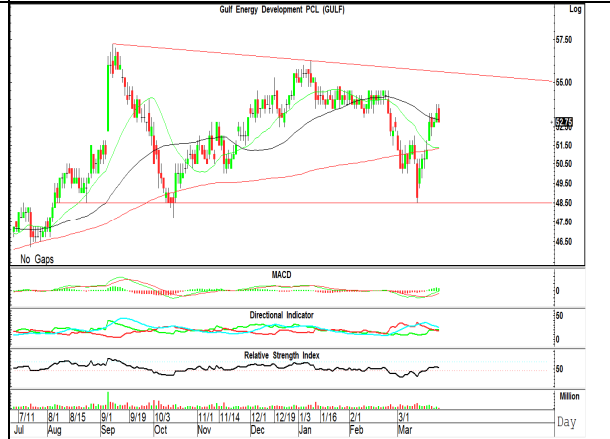 Gulf Energy Development PCL (GULF)
Log
57.50
55.00
52.75
51.50
50.50
49.50
48.50
47.50
46.50
No Gaps
MACD
0
Directional Indicator
50
0
Relative Strength Index
50
Million
7/11 8/1 8/15 9/1 9/19 10/3 11/1 11/14 12/1 12/19 1/3 1/16 2/1 3/1
Jul Aug Sep Oct Nov Dec Jan Feb Mar
Day